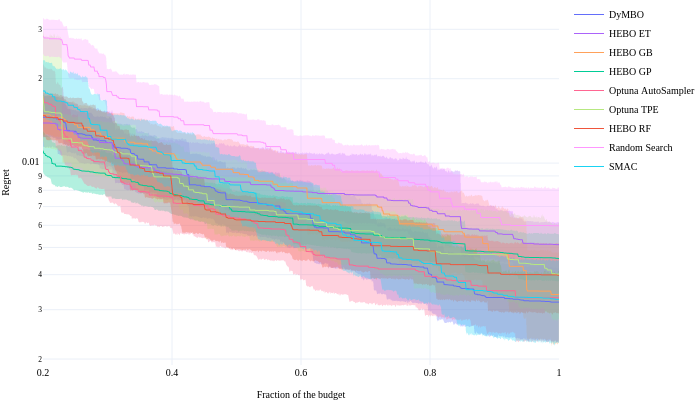 3
2
0.01
9
8
7
6
5
4
3
2
Regret
0.2
0.4
0.6
0.8
1
Fraction of the budget
DyMBO
HEBO ET
HEBO GB
HEBO GP
Optuna AutoSampler
Optuna TPE
HEBO RF
Random Search
SMAC